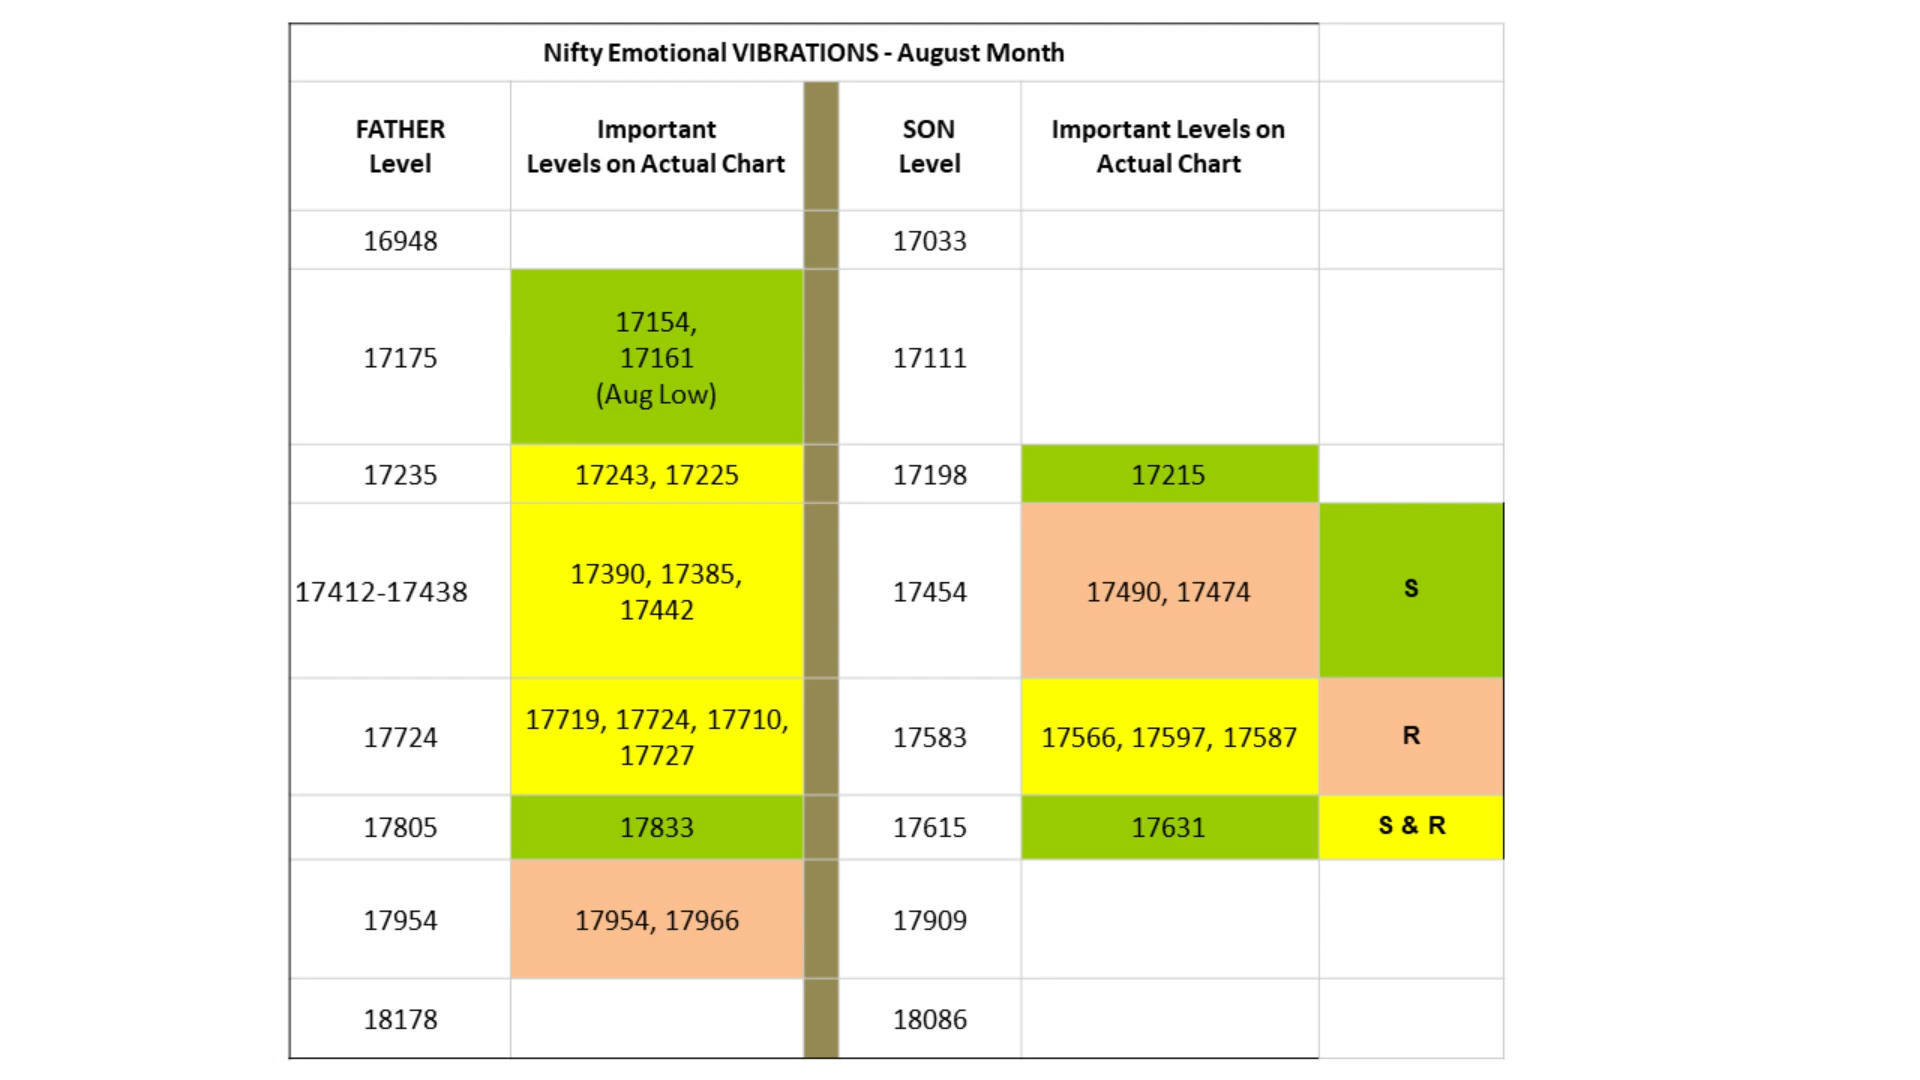 Nifty Emotional VIBRATIONS - August Month
FATHER
Level
Important
Levels on Actual Chart
SON
Level
Important Levels on
Actual Chart
16948
17033
17175
17154,
17161
(Aug Low)
17111
17235
17243, 17225
17198
17215
17412-17438
17390, 17385,
17442
17454
17490, 17474
S
17724
17719, 17724, 17710,
17727
17583
17566, 17597, 17587
R
17805
17833
17615
17631
S & R
17954
17954, 17966
17909
18178
18086